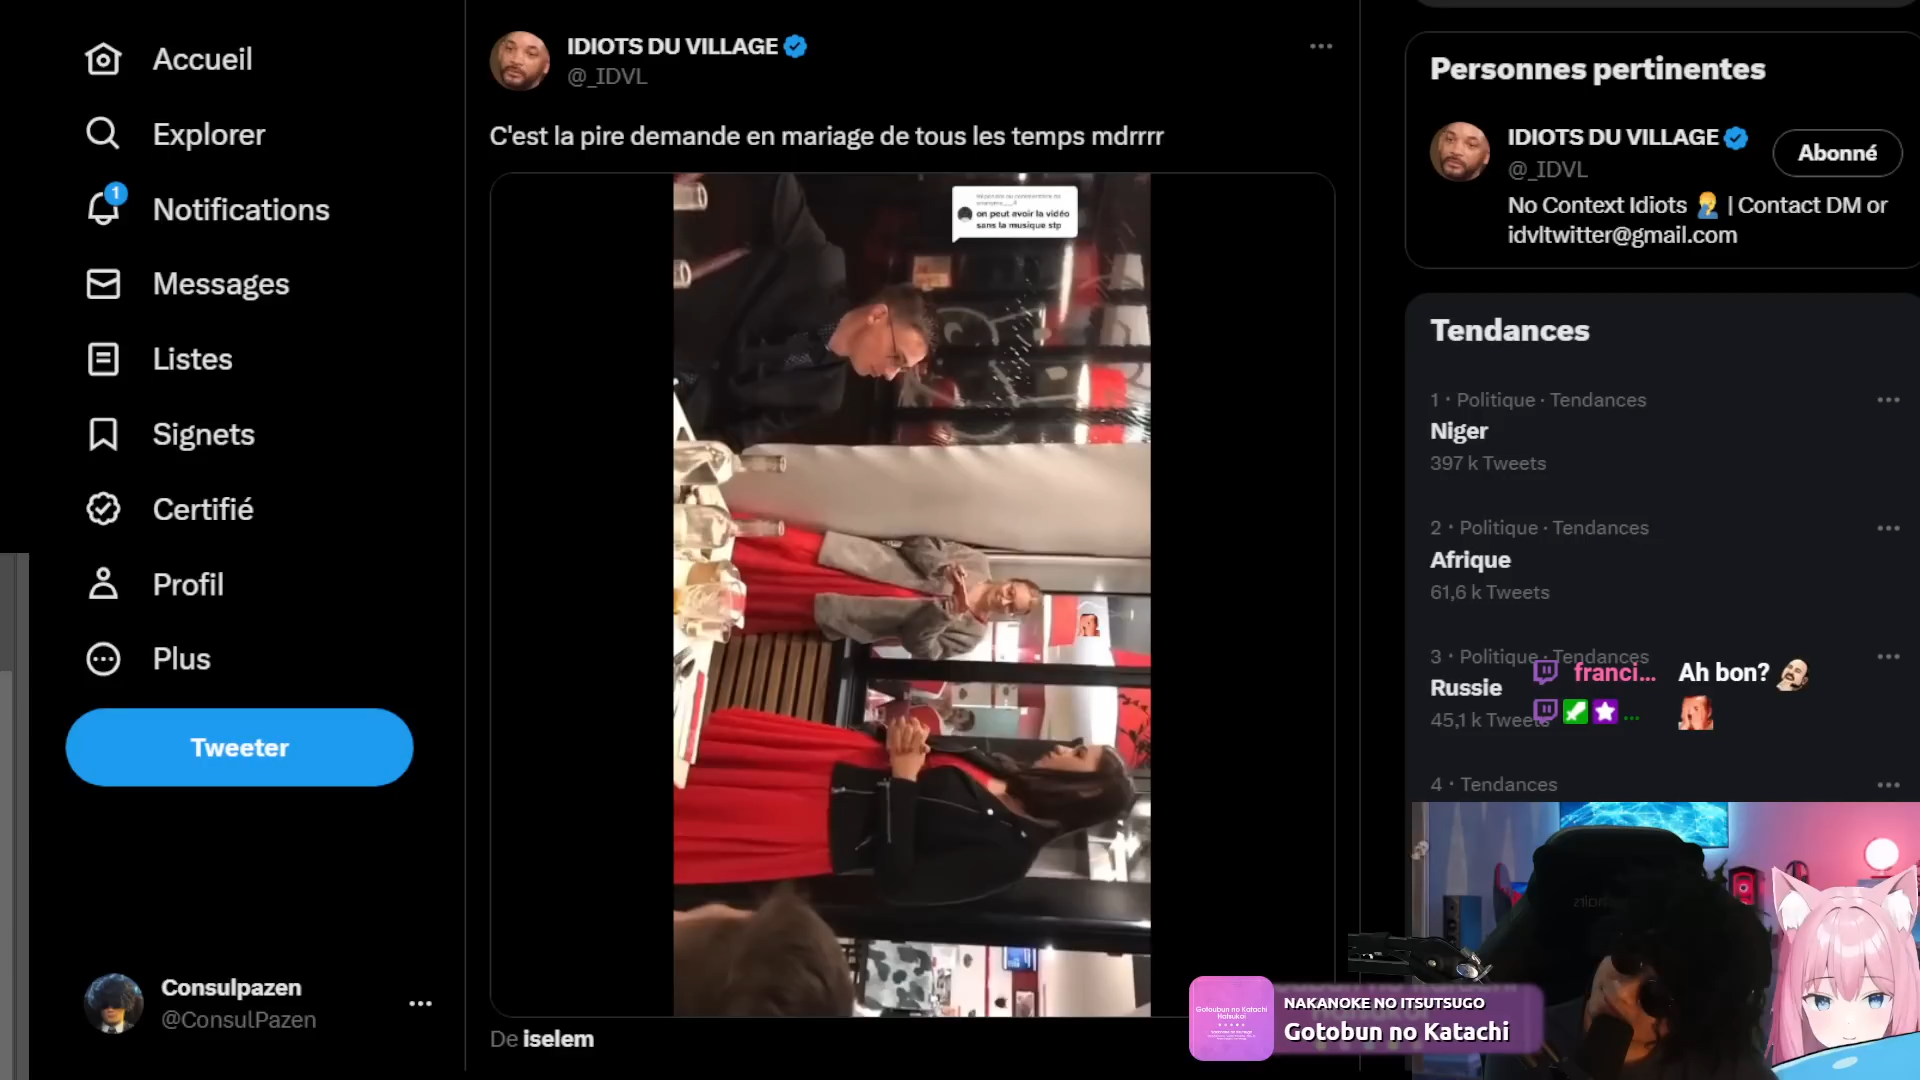 Accueil
Explorer
1
Notifications
Messages
Listes
Signets
Certifié
Profil
Plus
Tweeter
Consulpazen
@ConsulPazen
IDIOTS DU VILLAGE
@_IDVL
C'est la pire demande en mariage de tous les temps mdrrrr
on peut avoir la vidéo
sans la musique stp
De iselem
Personnes pertinentes
IDIOTS DU VILLAGE
@_IDVL
Abonné
No Context Idiots 🤦‍♂️ | Contact DM or
idvltwitter@gmail.com
Tendances
1 · Politique · Tendances
Niger
397 k Tweets
2 · Politique · Tendances
Afrique
61,6 k Tweets
3 · Politique · Tendances
Russie
45,1 k Tweets
4 · Tendances
franci... Ah bon?
...
NAKANOKE NO ITSUTSUGO
Gotoubun no Katachi
Gotobun no Katachi